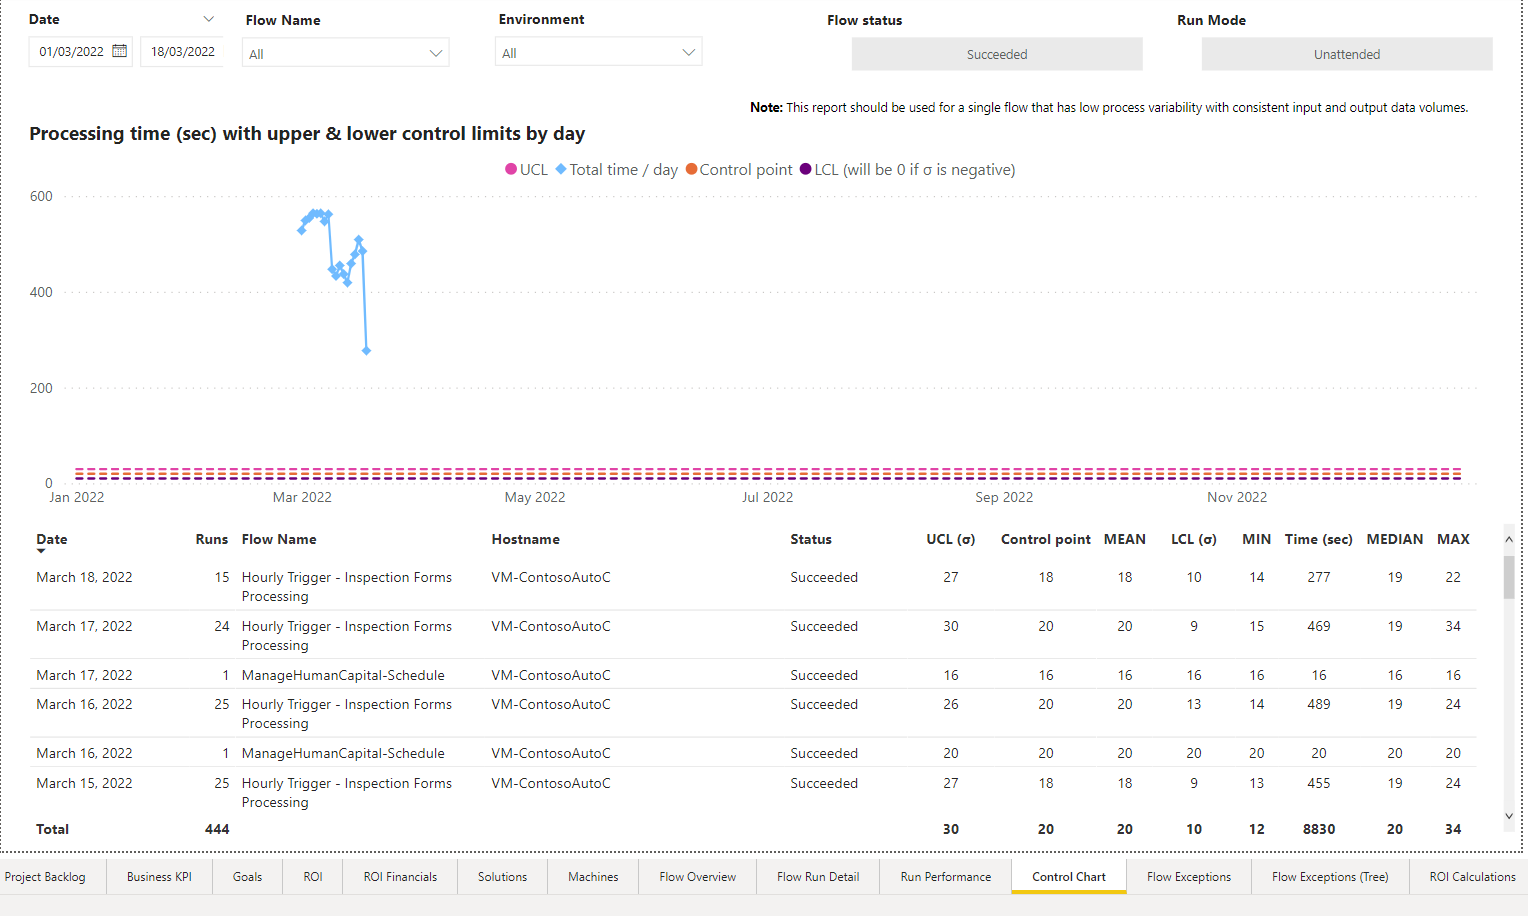 Date Flow Name Environment Flow status Run Mode
01/03/2022 18/03/2022 All All Succeeded Unattended
Note: This report should be used for a single flow that has low process variability with consistent input and output data volumes.
Processing time (sec) with upper & lower control limits by day
UCL Total time / day Control point LCL (will be 0 if σ is negative)
600
400
200
0
Jan 2022 Mar 2022 May 2022 Jul 2022 Sep 2022 Nov 2022
Date Runs Flow Name Hostname Status UCL (σ) Control point MEAN LCL (σ) MIN Time (sec) MEDIAN MAX
March 18, 2022 15 Hourly Trigger - Inspection Forms VM-ContosoAutoC Succeeded 27 18 18 10 14 277 19 22
Processing
March 17, 2022 24 Hourly Trigger - Inspection Forms VM-ContosoAutoC Succeeded 30 20 20 9 15 469 19 34
Processing
March 17, 2022 1 ManageHumanCapital-Schedule VM-ContosoAutoC Succeeded 16 16 16 16 16 16 16 16
March 16, 2022 25 Hourly Trigger - Inspection Forms VM-ContosoAutoC Succeeded 26 20 20 13 14 489 19 24
Processing
March 16, 2022 1 ManageHumanCapital-Schedule VM-ContosoAutoC Succeeded 20 20 20 20 20 20 20 20
March 15, 2022 25 Hourly Trigger - Inspection Forms VM-ContosoAutoC Succeeded 27 18 18 9 13 455 19 24
Processing
Total 444 30 20 20 10 12 8830 20 34
Project Backlog Business KPI Goals ROI ROI Financials Solutions Machines Flow Overview Flow Run Detail Run Performance Control Chart Flow Exceptions Flow Exceptions (Tree) ROI Calculations